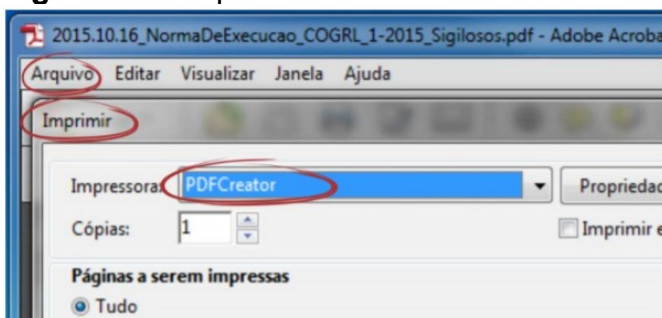 2015.10.16_NormaDeExecucao_COGRL_1-2015_Sigilosos.pdf - Adobe Acroba
Arquivo Editar Visualizar Janela Ajuda
Imprimir
Impressora: PDFCreator Propriedad
Cópias: 1 Imprimir e
Páginas a serem impressas
Tudo